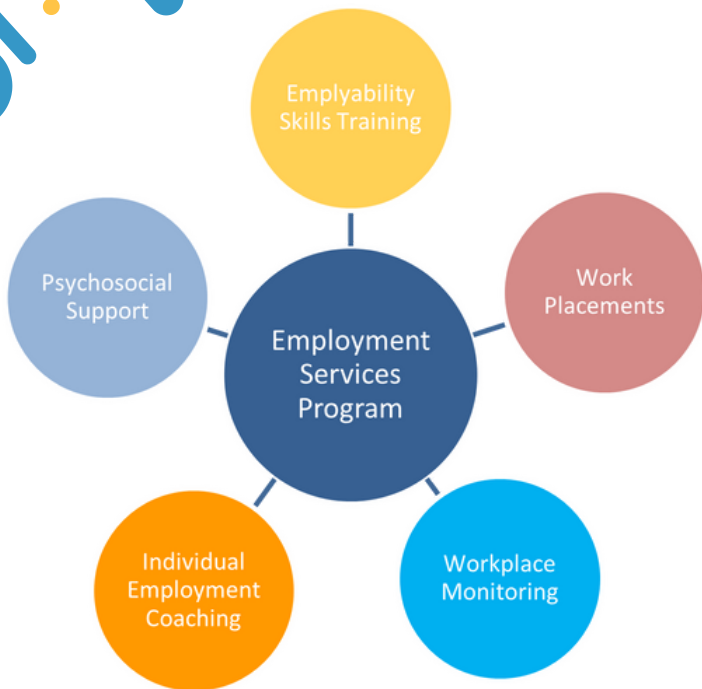 Emplyability
Skills Training
Work
Placements
Workplace
Monitoring
Individual
Employment
Coaching
Psychosocial
Support
Employment
Services
Program